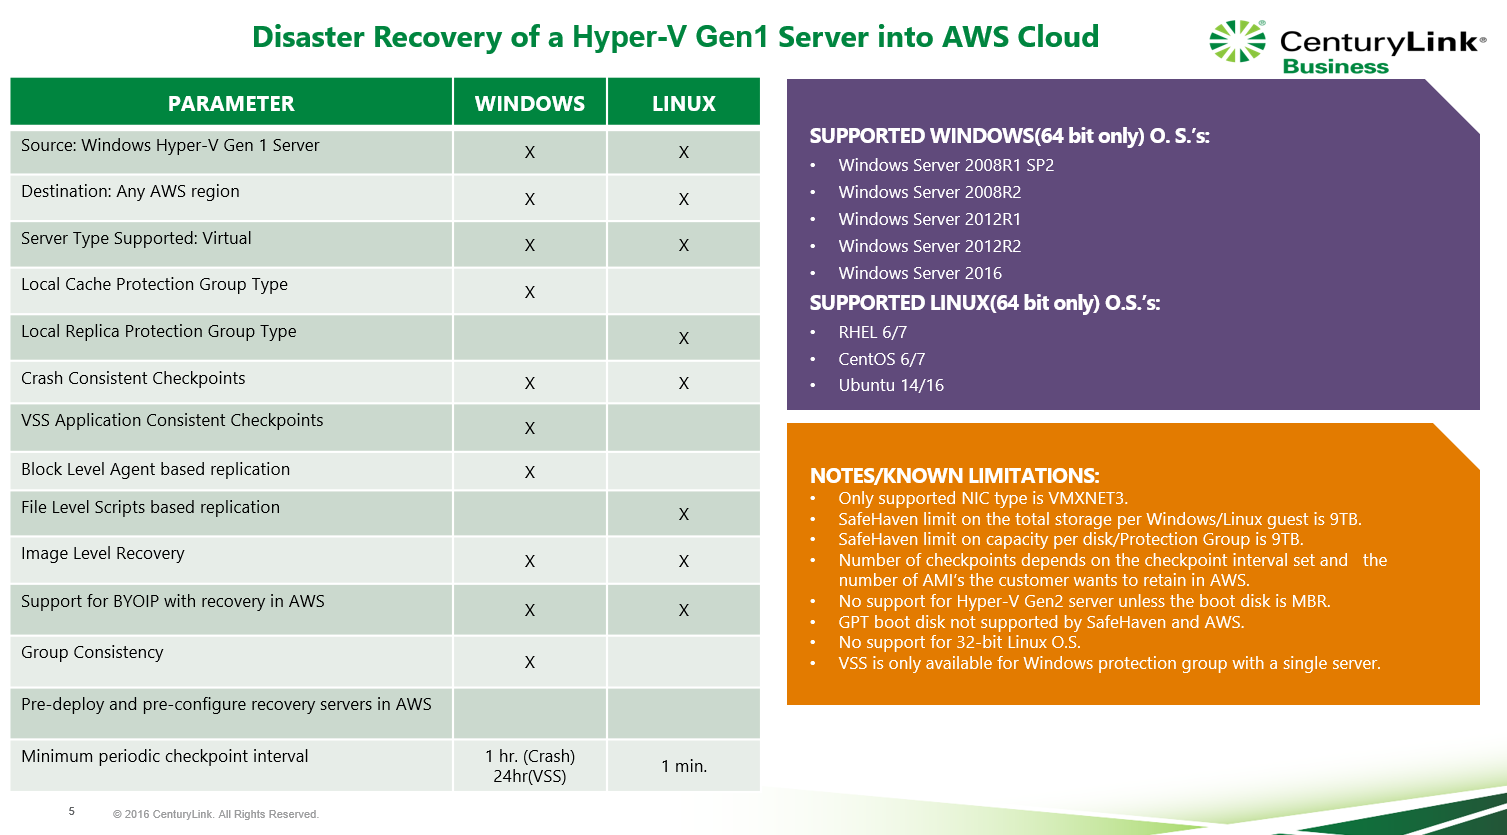 Disaster Recovery of a Hyper-V Gen1 Server into AWS Cloud
CenturyLink®
Business
PARAMETER WINDOWS LINUX
Source: Windows Hyper-V Gen 1 Server X X
Destination: Any AWS region X X
Server Type Supported: Virtual X X
Local Cache Protection Group Type X
Local Replica Protection Group Type X
Crash Consistent Checkpoints X X
VSS Application Consistent Checkpoints X
Block Level Agent based replication X
File Level Scripts based replication X
Image Level Recovery X X
Support for BYOIP with recovery in AWS X X
Group Consistency X
Pre-deploy and pre-configure recovery servers in AWS
Minimum periodic checkpoint interval 1 hr. (Crash) 1 min.
24hr(VSS)
SUPPORTED WINDOWS(64 bit only) O. S.’s:
• Windows Server 2008R1 SP2
• Windows Server 2008R2
• Windows Server 2012R1
• Windows Server 2012R2
• Windows Server 2016
SUPPORTED LINUX(64 bit only) O.S.’s:
• RHEL 6/7
• CentOS 6/7
• Ubuntu 14/16
NOTES/KNOWN LIMITATIONS:
• Only supported NIC type is VMXNET3.
• SafeHaven limit on the total storage per Windows/Linux guest is 9TB.
• SafeHaven limit on capacity per disk/Protection Group is 9TB.
• Number of checkpoints depends on the checkpoint interval set and the
number of AMI’s the customer wants to retain in AWS.
• No support for Hyper-V Gen2 server unless the boot disk is MBR.
• GPT boot disk not supported by SafeHaven and AWS.
• No support for 32-bit Linux O.S.
• VSS is only available for Windows protection group with a single server.
5 © 2016 CenturyLink. All Rights Reserved.